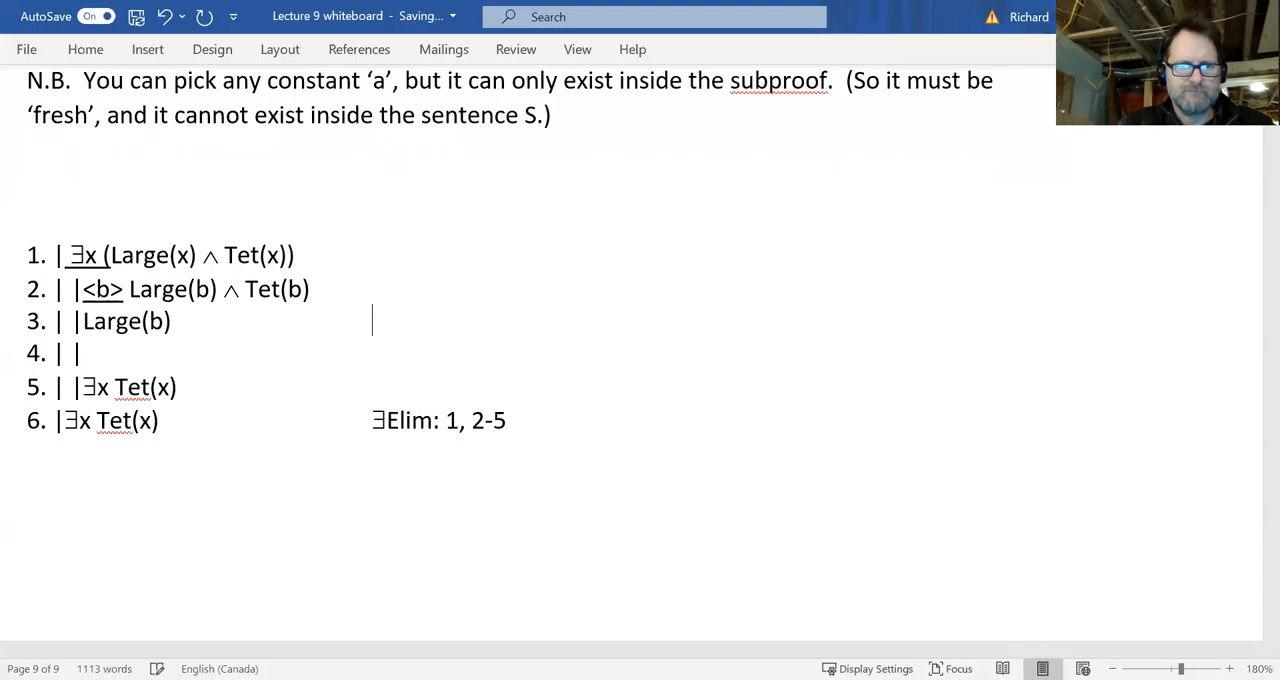 AutoSave On Lecture 9 whiteboard - Saving... Search Richard
File Home Insert Design Layout References Mailings Review View Help
N.B. You can pick any constant ‘a’, but it can only exist inside the subproof. (So it must be
‘fresh’, and it cannot exist inside the sentence S.)
1. | ∃x (Large(x) ∧ Tet(x))
2. | |<b> Large(b) ∧ Tet(b)
3. | |Large(b)
4. | |
5. | |∃x Tet(x)
6. |∃x Tet(x) ∃Elim: 1, 2-5
Page 9 of 9 1113 words English (Canada) Display Settings Focus 180%